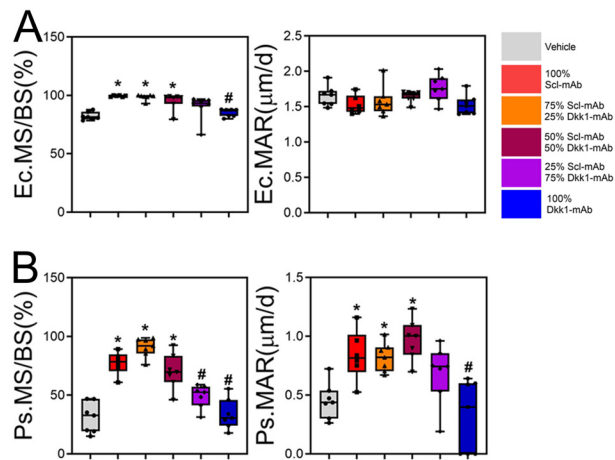 A
Ec.MS/BS(%)
150
100
50
0
* * * #
Ec.MAR(μm/d)
2.5
2.0
1.5
1.0
0.5
0.0
Vehicle
100%
Scl-mAb
75% Scl-mAb
25% Dkk1-mAb
50% Scl-mAb
50% Dkk1-mAb
25% Scl-mAb
75% Dkk1-mAb
100%
Dkk1-mAb
B
Ps.MS/BS(%)
150
100
50
0
* * * # #
Ps.MAR(μm/d)
1.5
1.0
0.5
0.0
* * * #